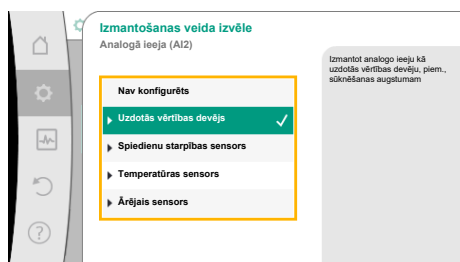 Izmantošanas veida izvēle
Analogā ieeja (AI2)
Izmantot analogo ieeju kā
uzdotās vērtības devēju, piem.,
sūknēšanas augstumam
Nav konfigurēts
Uzdotās vērtības devējs
Spiedienu starpības sensors
Temperatūras sensors
Ārējais sensors